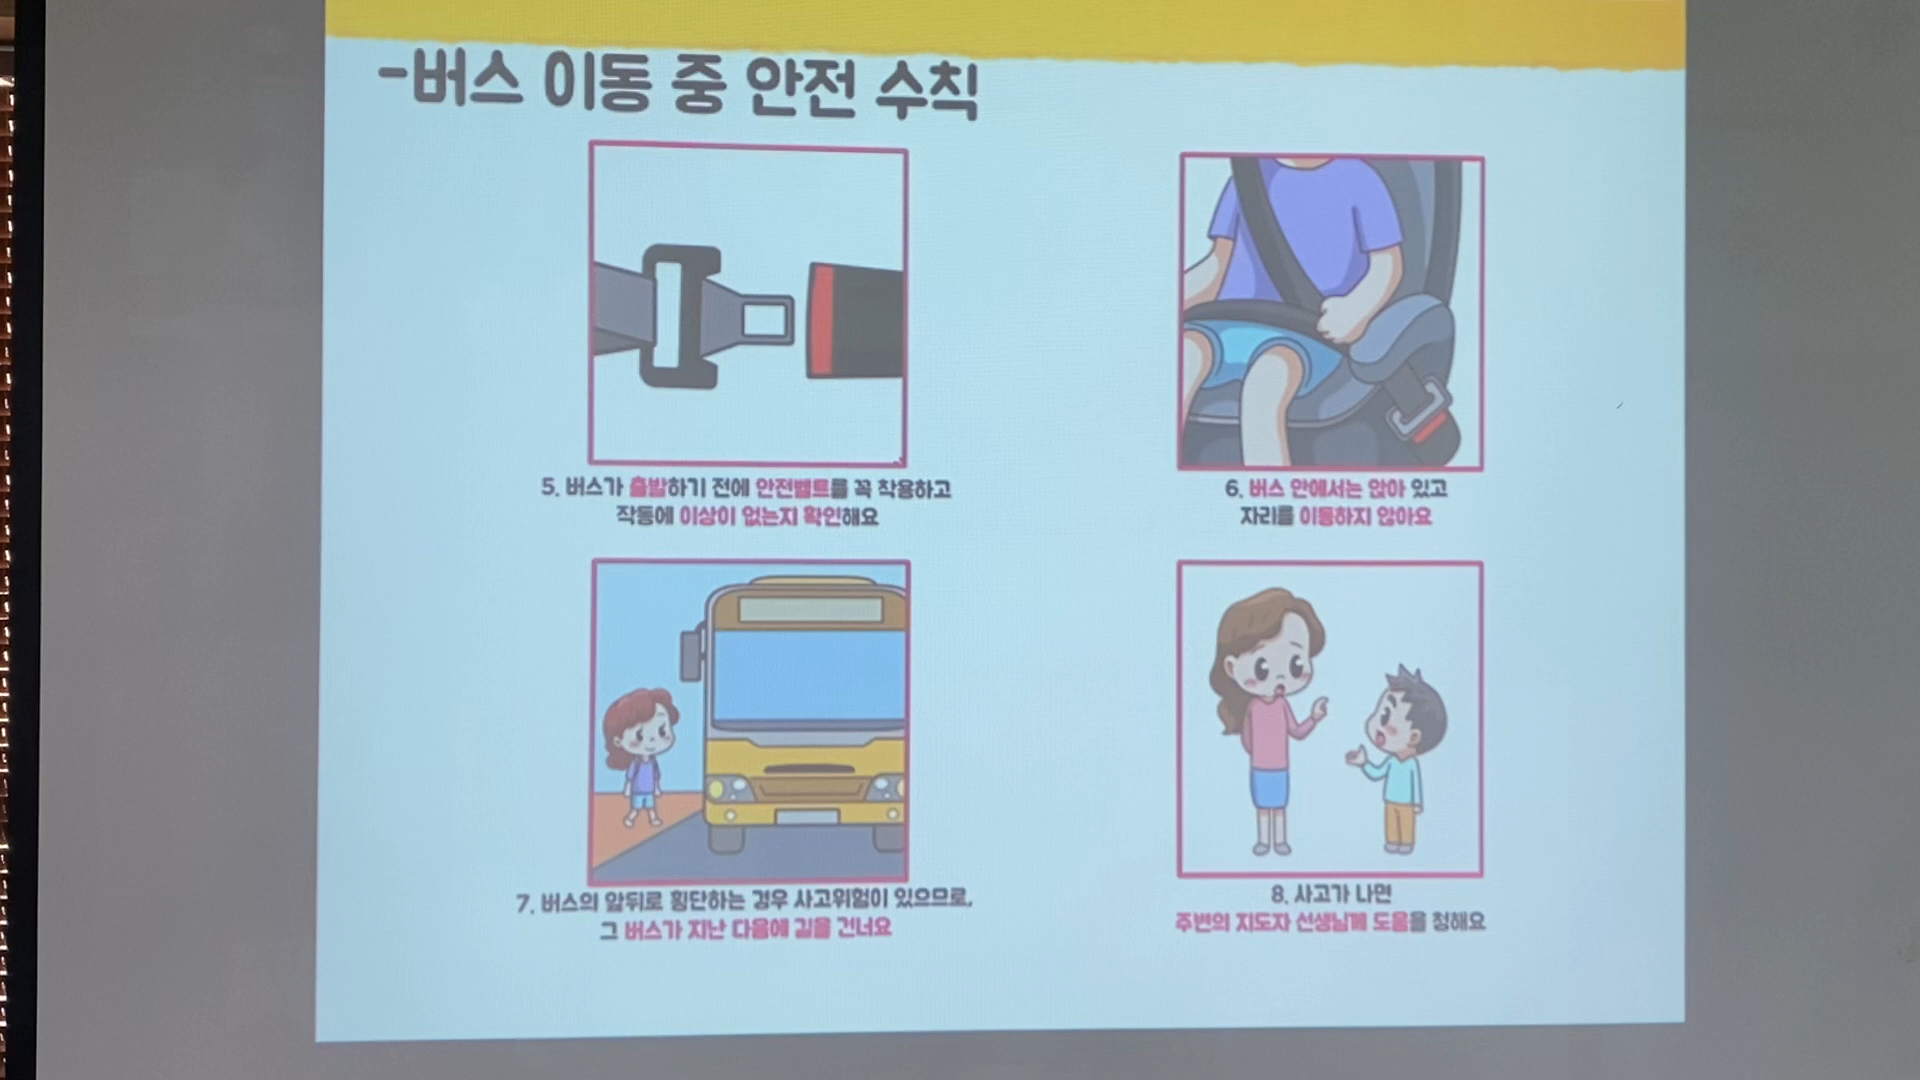 -버스 이동 중 안전 수칙
5. 버스가 출발하기 전에 안전벨트를 꼭 착용하고
작동에 이상이 없는지 확인해요
6. 버스 안에서는 앉아 있고
자리를 이동하지 않아요
7. 버스의 앞뒤로 횡단하는 경우 사고위험이 있으므로,
그 버스가 지난 다음에 길을 건너요
8. 사고가 나면
주변의 지도자 선생님께 도움을 청해요